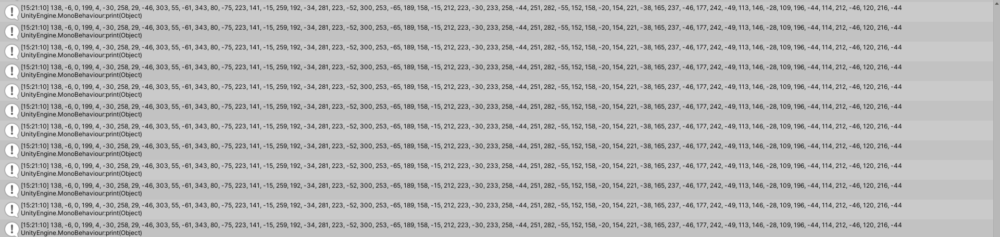 [15:21:10] 138, -6, 0, 199, 4, -30, 258, 29, -46, 303, 55, -61, 343, 80, -75, 223, 141, -15, 259, 192, -34, 281, 223, -52, 300, 253, -65, 189, 158, -15, 212, 223, -30, 233, 258, -44, 251, 282, -55, 152, 158, -20, 154, 221, -38, 165, 237, -46, 177, 242, -49, 113, 146, -28, 109, 196, -44, 114, 212, -46, 120, 216, -44
UnityEngine.MonoBehaviour:print(Object)
[15:21:10] 138, -6, 0, 199, 4, -30, 258, 29, -46, 303, 55, -61, 343, 80, -75, 223, 141, -15, 259, 192, -34, 281, 223, -52, 300, 253, -65, 189, 158, -15, 212, 223, -30, 233, 258, -44, 251, 282, -55, 152, 158, -20, 154, 221, -38, 165, 237, -46, 177, 242, -49, 113, 146, -28, 109, 196, -44, 114, 212, -46, 120, 216, -44
UnityEngine.MonoBehaviour:print(Object)
[15:21:10] 138, -6, 0, 199, 4, -30, 258, 29, -46, 303, 55, -61, 343, 80, -75, 223, 141, -15, 259, 192, -34, 281, 223, -52, 300, 253, -65, 189, 158, -15, 212, 223, -30, 233, 258, -44, 251, 282, -55, 152, 158, -20, 154, 221, -38, 165, 237, -46, 177, 242, -49, 113, 146, -28, 109, 196, -44, 114, 212, -46, 120, 216, -44
UnityEngine.MonoBehaviour:print(Object)
[15:21:10] 138, -6, 0, 199, 4, -30, 258, 29, -46, 303, 55, -61, 343, 80, -75, 223, 141, -15, 259, 192, -34, 281, 223, -52, 300, 253, -65, 189, 158, -15, 212, 223, -30, 233, 258, -44, 251, 282, -55, 152, 158, -20, 154, 221, -38, 165, 237, -46, 177, 242, -49, 113, 146, -28, 109, 196, -44, 114, 212, -46, 120, 216, -44
UnityEngine.MonoBehaviour:print(Object)
[15:21:10] 138, -6, 0, 199, 4, -30, 258, 29, -46, 303, 55, -61, 343, 80, -75, 223, 141, -15, 259, 192, -34, 281, 223, -52, 300, 253, -65, 189, 158, -15, 212, 223, -30, 233, 258, -44, 251, 282, -55, 152, 158, -20, 154, 221, -38, 165, 237, -46, 177, 242, -49, 113, 146, -28, 109, 196, -44, 114, 212, -46, 120, 216, -44
UnityEngine.MonoBehaviour:print(Object)
[15:21:10] 138, -6, 0, 199, 4, -30, 258, 29, -46, 303, 55, -61, 343, 80, -75, 223, 141, -15, 259, 192, -34, 281, 223, -52, 300, 253, -65, 189, 158, -15, 212, 223, -30, 233, 258, -44, 251, 282, -55, 152, 158, -20, 154, 221, -38, 165, 237, -46, 177, 242, -49, 113, 146, -28, 109, 196, -44, 114, 212, -46, 120, 216, -44
UnityEngine.MonoBehaviour:print(Object)
[15:21:10] 138, -6, 0, 199, 4, -30, 258, 29, -46, 303, 55, -61, 343, 80, -75, 223, 141, -15, 259, 192, -34, 281, 223, -52, 300, 253, -65, 189, 158, -15, 212, 223, -30, 233, 258, -44, 251, 282, -55, 152, 158, -20, 154, 221, -38, 165, 237, -46, 177, 242, -49, 113, 146, -28, 109, 196, -44, 114, 212, -46, 120, 216, -44
UnityEngine.MonoBehaviour:print(Object)
[15:21:10] 138, -6, 0, 199, 4, -30, 258, 29, -46, 303, 55, -61, 343, 80, -75, 223, 141, -15, 259, 192, -34, 281, 223, -52, 300, 253, -65, 189, 158, -15, 212, 223, -30, 233, 258, -44, 251, 282, -55, 152, 158, -20, 154, 221, -38, 165, 237, -46, 177, 242, -49, 113, 146, -28, 109, 196, -44, 114, 212, -46, 120, 216, -44
UnityEngine.MonoBehaviour:print(Object)
[15:21:10] 138, -6, 0, 199, 4, -30, 258, 29, -46, 303, 55, -61, 343, 80, -75, 223, 141, -15, 259, 192, -34, 281, 223, -52, 300, 253, -65, 189, 158, -15, 212, 223, -30, 233, 258, -44, 251, 282, -55, 152, 158, -20, 154, 221, -38, 165, 237, -46, 177, 242, -49, 113, 146, -28, 109, 196, -44, 114, 212, -46, 120, 216, -44
UnityEngine.MonoBehaviour:print(Object)
[15:21:10] 138, -6, 0, 199, 4, -30, 258, 29, -46, 303, 55, -61, 343, 80, -75, 223, 141, -15, 259, 192, -34, 281, 223, -52, 300, 253, -65, 189, 158, -15, 212, 223, -30, 233, 258, -44, 251, 282, -55, 152, 158, -20, 154, 221, -38, 165, 237, -46, 177, 242, -49, 113, 146, -28, 109, 196, -44, 114, 212, -46, 120, 216, -44
UnityEngine.MonoBehaviour:print(Object)
[15:21:10] 138, -6, 0, 199, 4, -30, 258, 29, -46, 303, 55, -61, 343, 80, -75, 223, 141, -15, 259, 192, -34, 281, 223, -52, 300, 253, -65, 189, 158, -15, 212, 223, -30, 233, 258, -44, 251, 282, -55, 152, 158, -20, 154, 221, -38, 165, 237, -46, 177, 242, -49, 113, 146, -28, 109, 196, -44, 114, 212, -46, 120, 216, -44
UnityEngine.MonoBehaviour:print(Object)
[15:21:10] 138, -6, 0, 199, 4, -30, 258, 29, -46, 303, 55, -61, 343, 80, -75, 223, 141, -15, 259, 192, -34, 281, 223, -52, 300, 253, -65, 189, 158, -15, 212, 223, -30, 233, 258, -44, 251, 282, -55, 152, 158, -20, 154, 221, -38, 165, 237, -46, 177, 242, -49, 113, 146, -28, 109, 196, -44, 114, 212, -46, 120, 216, -44
UnityEngine.MonoBehaviour:print(Object)